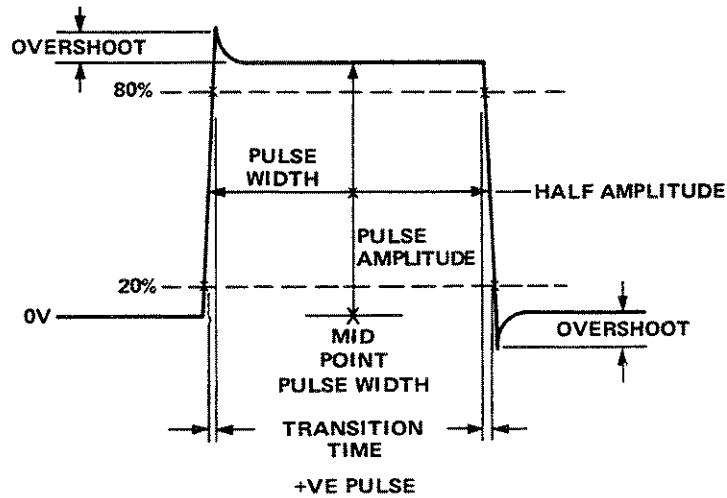 OVERSHOOT
80%
PULSE
WIDTH
HALF AMPLITUDE
PULSE
AMPLITUDE
20%
0V
OVERSHOOT
MID
POINT
PULSE WIDTH
TRANSITION
TIME
+VE PULSE